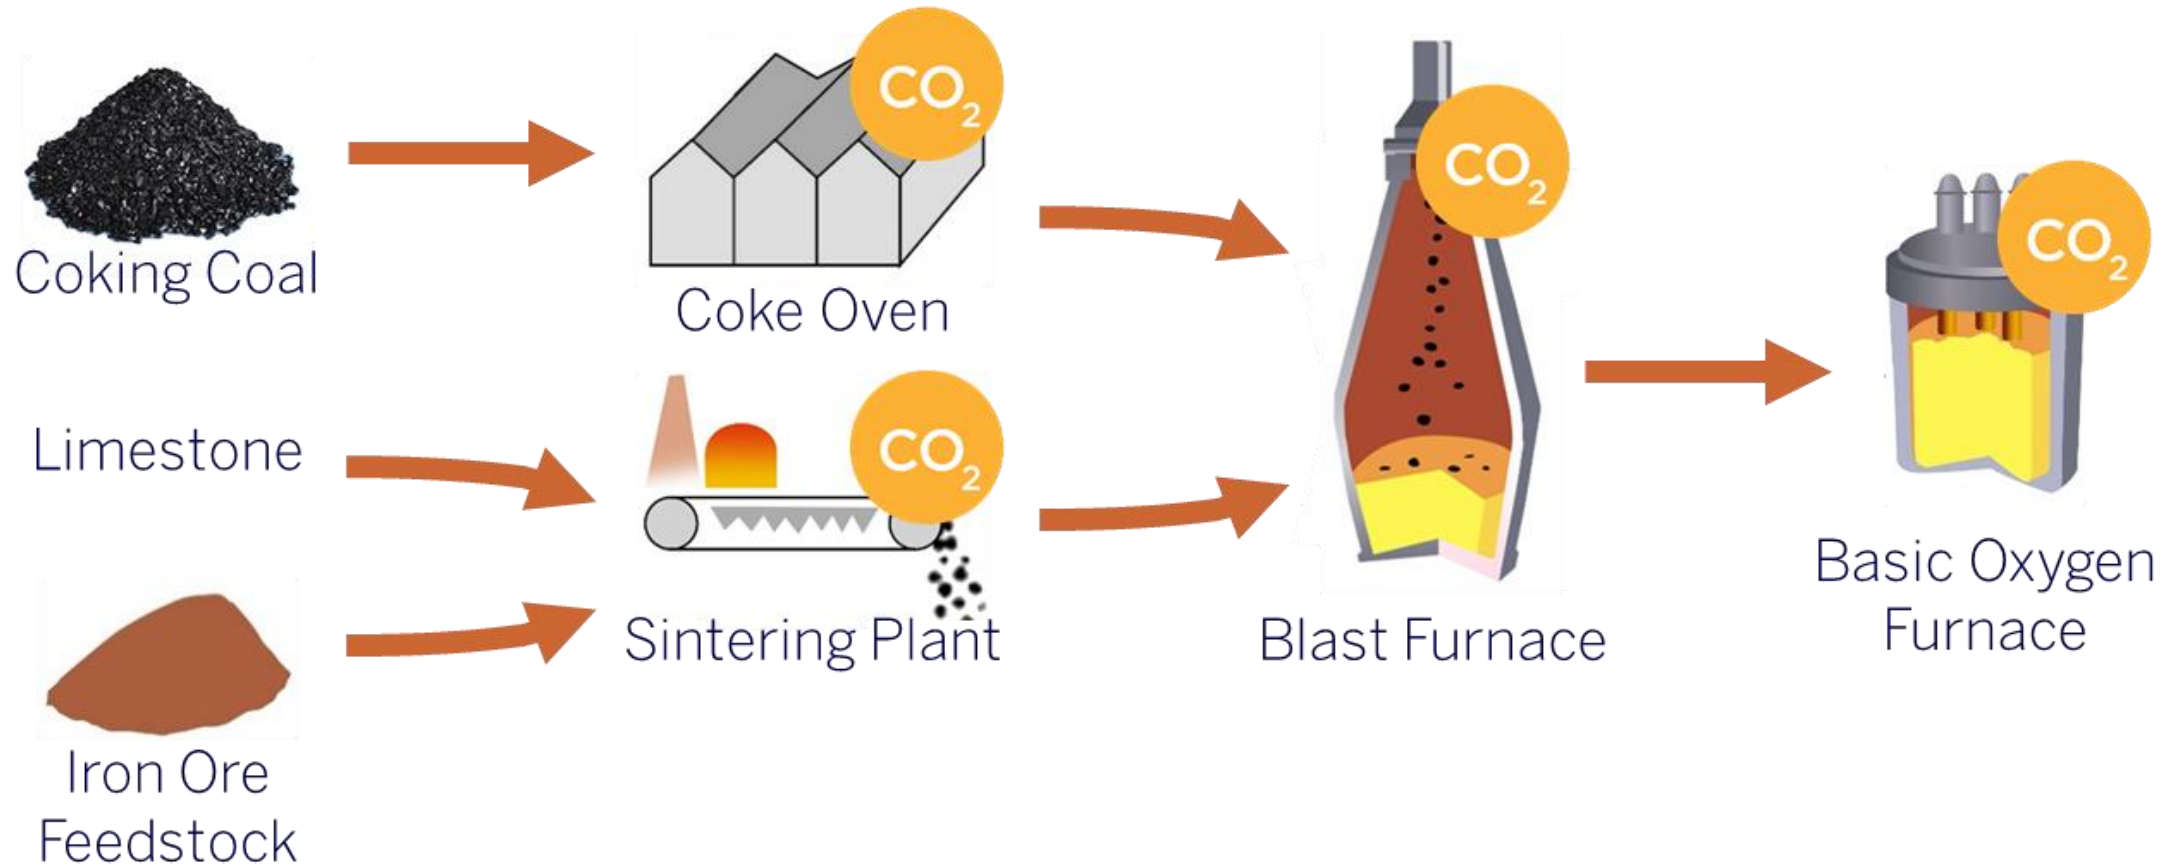 CO₂
CO₂
CO₂
Coking Coal
Coke Oven
CO₂
Limestone
Sintering Plant
Blast Furnace
Basic Oxygen
Furnace
Iron Ore
Feedstock